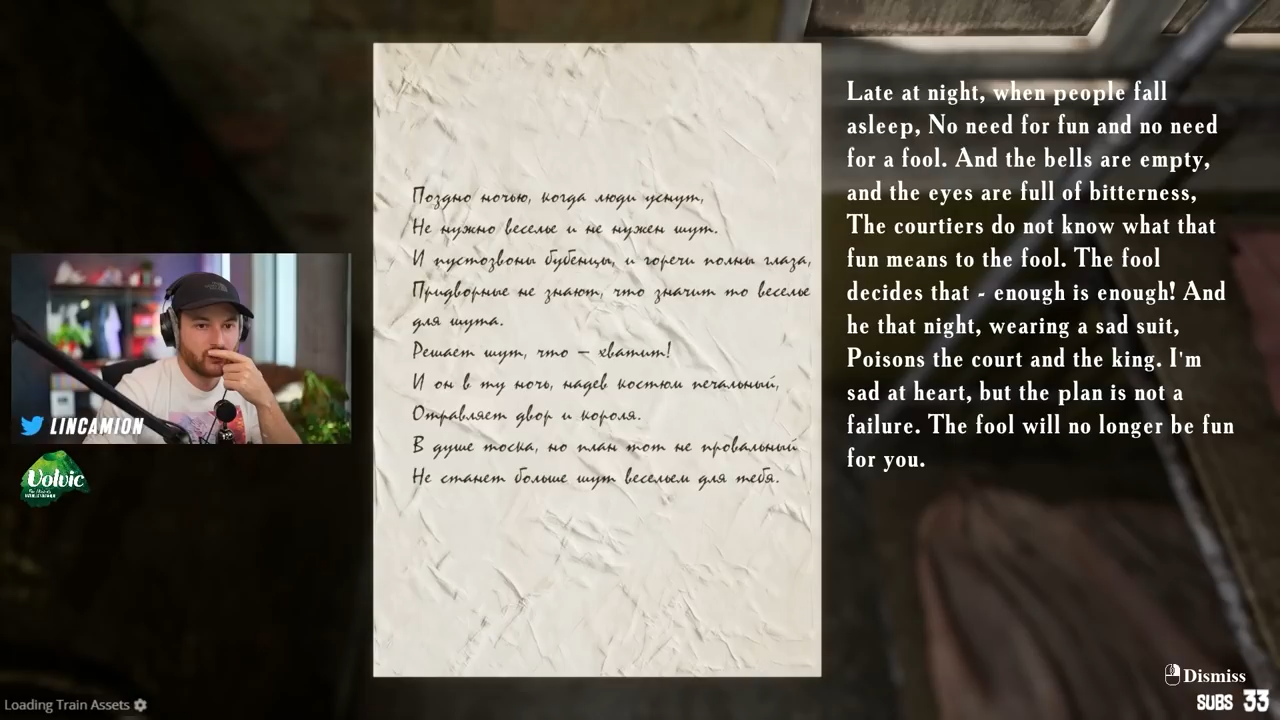 Поздно ночью, когда люди уснут,
Не нужно веселье и не нужен шут.
И пустозвоны бубенцы, и горечи полны глаза,
Придворные не знают, что значит то веселье
для шута.
Решает шут, что — хватит!
И он в ту ночь, надев костюм печальный,
Отравляет двор и короля.
В душе тоска, но план тот не провальный
Не станет больше шут весельем для тебя.
Late at night, when people fall
asleep, No need for fun and no need
for a fool. And the bells are empty,
and the eyes are full of bitterness,
The courtiers do not know what that
fun means to the fool. The fool
decides that - enough is enough! And
he that night, wearing a sad suit,
Poisons the court and the king. I'm
sad at heart, but the plan is not a
failure. The fool will no longer be fun
for you.
LINCAMION
Volvic
Dismiss
Loading Train Assets
SUBS 33